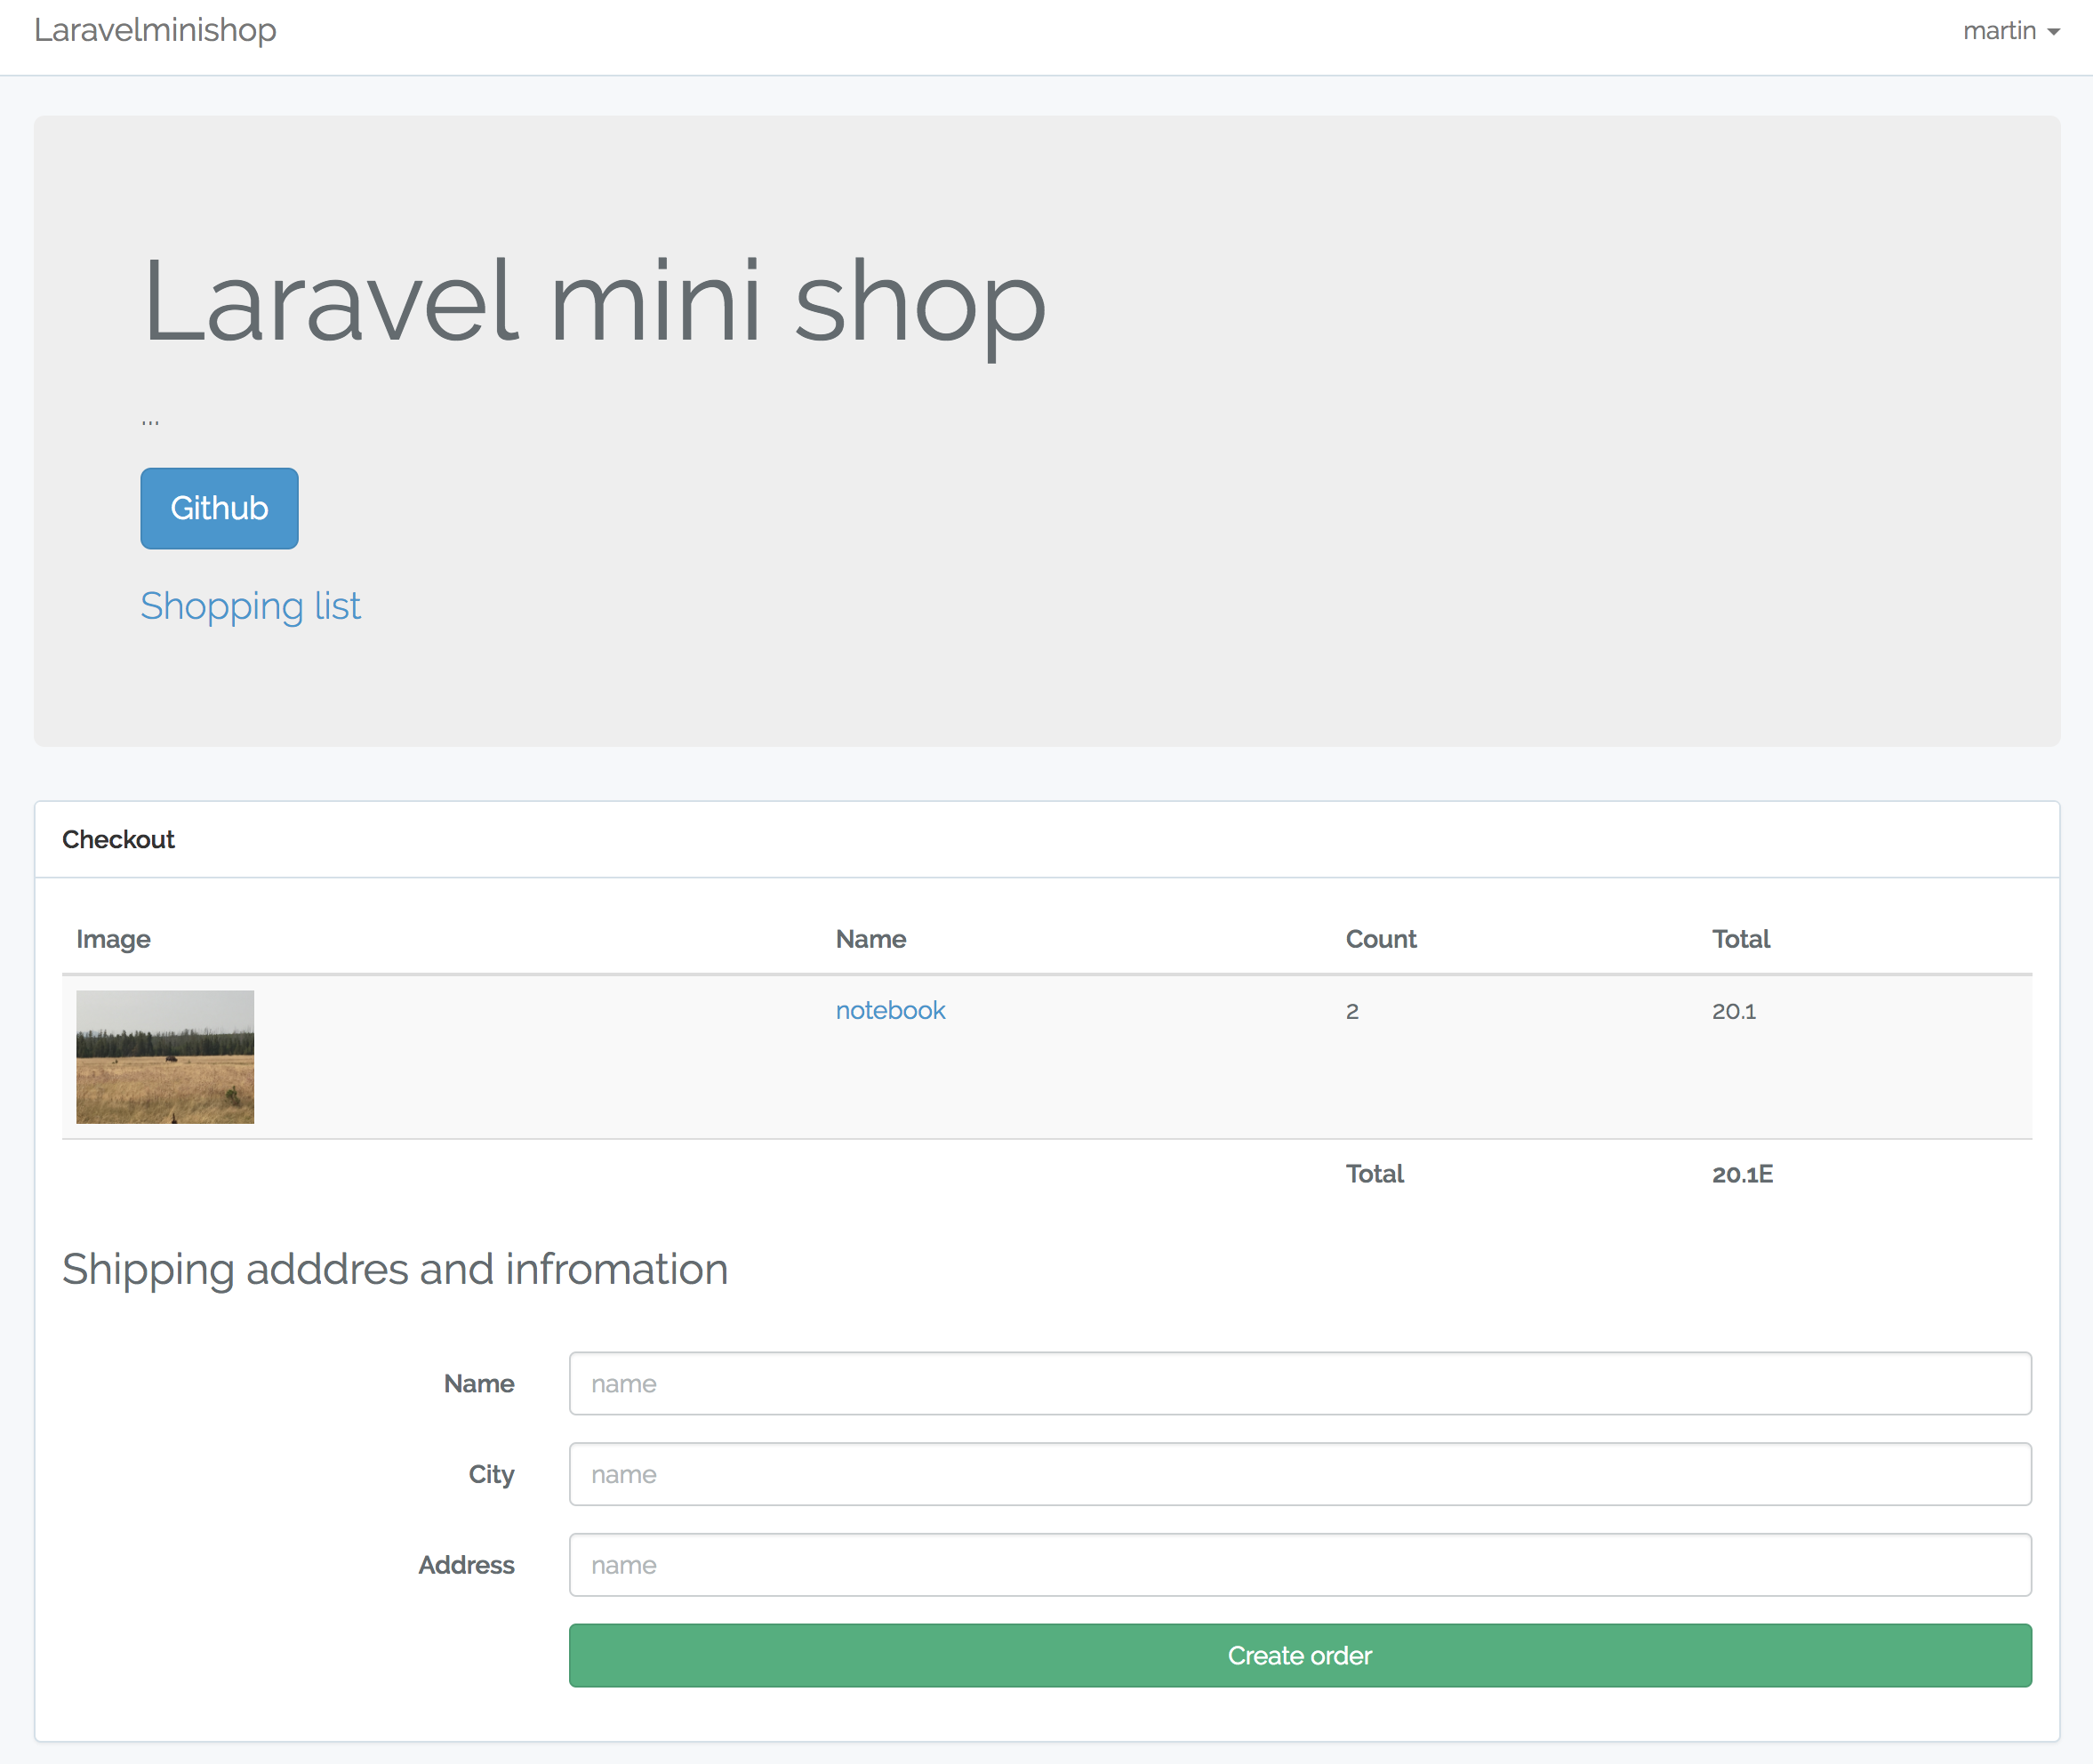 Laravelminishop martin
Laravel mini shop
...
Github
Shopping list
Checkout
Image Name Count Total
notebook 2 20.1
Total 20.1E
Shipping adddres and infromation
Name name
City name
Address name
Create order